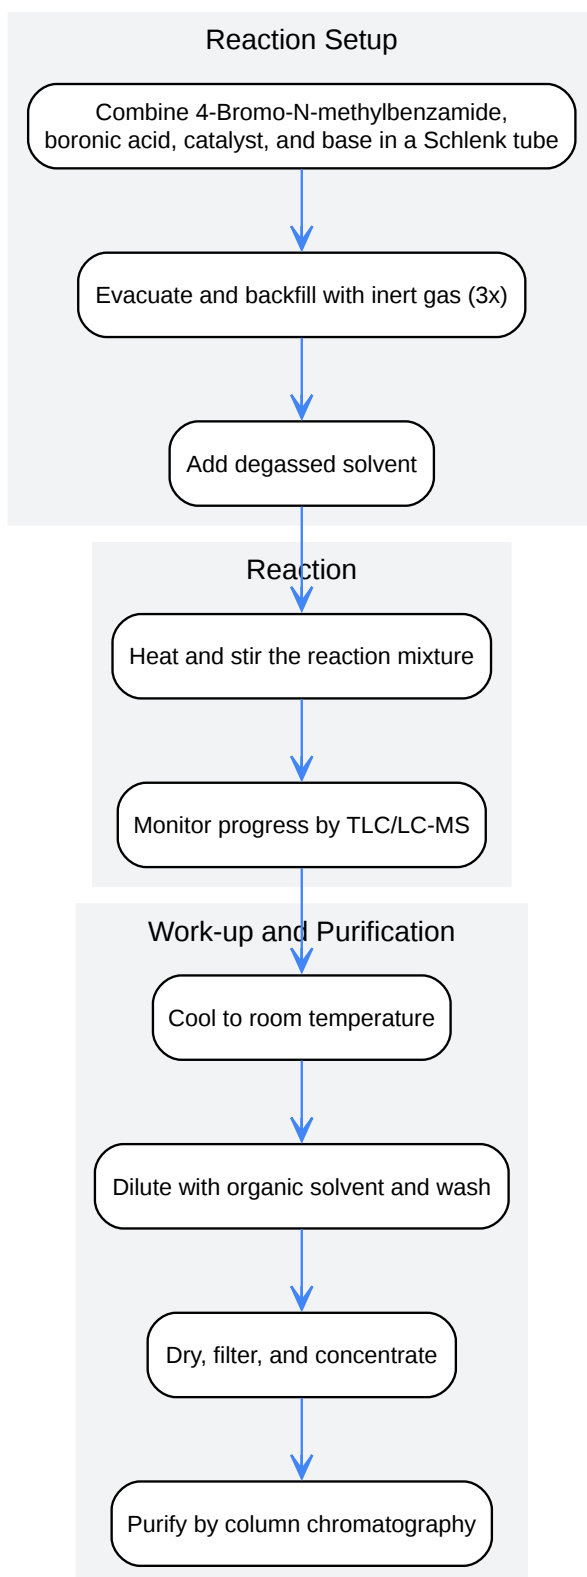 Reaction Setup
Combine 4-Bromo-N-methylbenzamide,
boronic acid, catalyst, and base in a Schlenk tube
Evacuate and backfill with inert gas (3x)
Add degassed solvent
Reaction
Heat and stir the reaction mixture
Monitor progress by TLC/LC-MS
Work-up and Purification
Cool to room temperature
Dilute with organic solvent and wash
Dry, filter, and concentrate
Purify by column chromatography